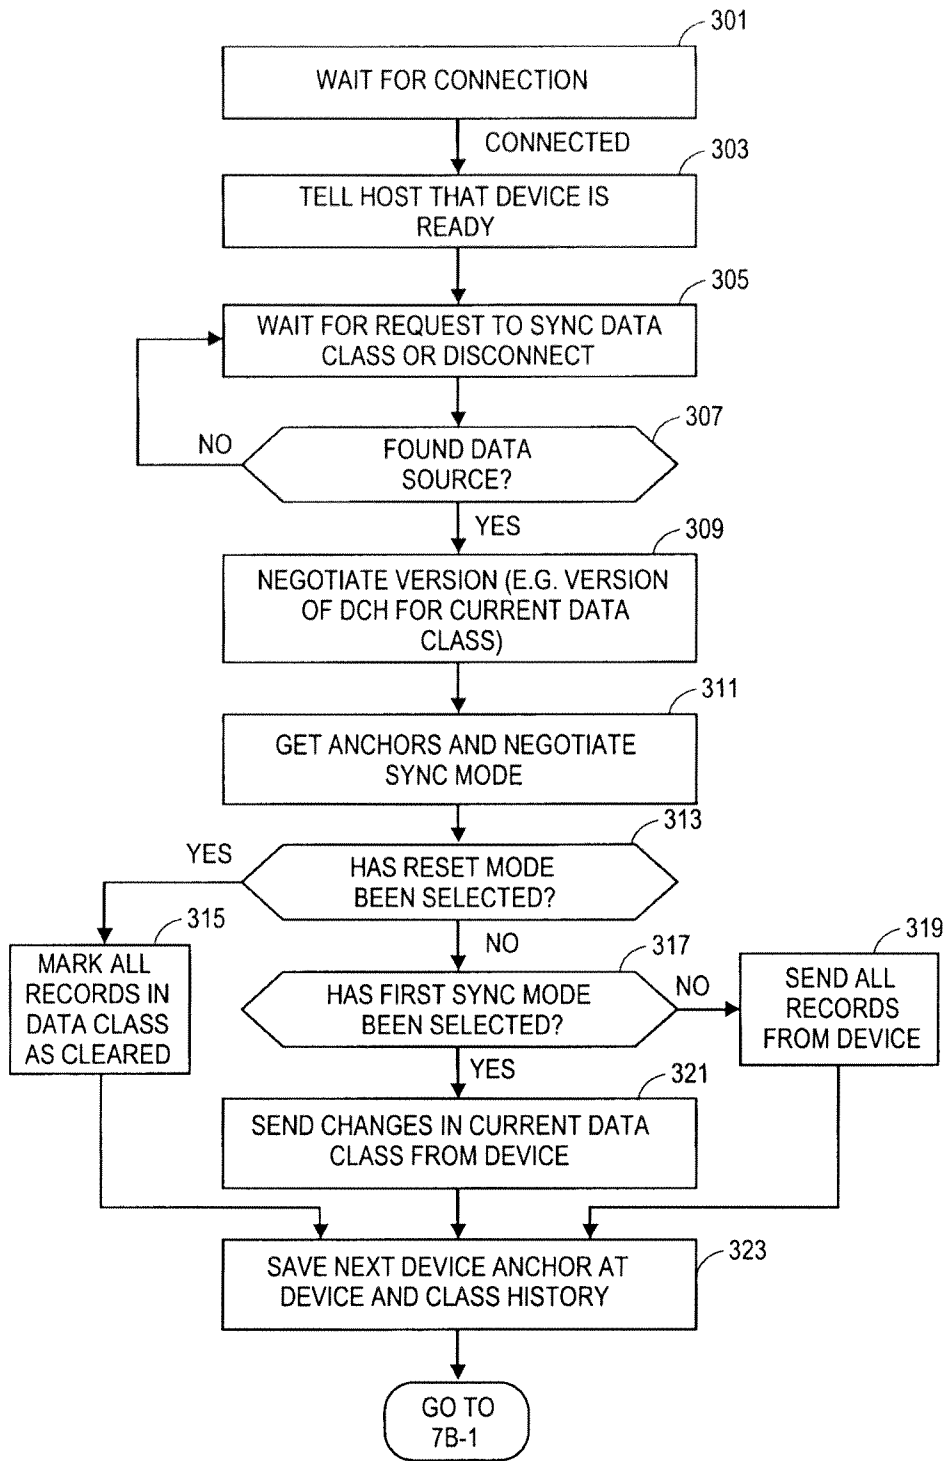 301
WAIT FOR CONNECTION
CONNECTED
303
TELL HOST THAT DEVICE IS
READY
305
WAIT FOR REQUEST TO SYNC DATA
CLASS OR DISCONNECT
307
NO
FOUND DATA
SOURCE?
YES
309
NEGOTIATE VERSION (E.G. VERSION
OF DCH FOR CURRENT DATA
CLASS)
311
GET ANCHORS AND NEGOTIATE
SYNC MODE
313
YES
HAS RESET MODE
BEEN SELECTED?
315
NO
317
319
MARK ALL
RECORDS IN
DATA CLASS
AS CLEARED
HAS FIRST SYNC MODE
BEEN SELECTED?
NO
SEND ALL
RECORDS
FROM DEVICE
YES
321
SEND CHANGES IN CURRENT DATA
CLASS FROM DEVICE
323
SAVE NEXT DEVICE ANCHOR AT
DEVICE AND CLASS HISTORY
GO TO
7B-1